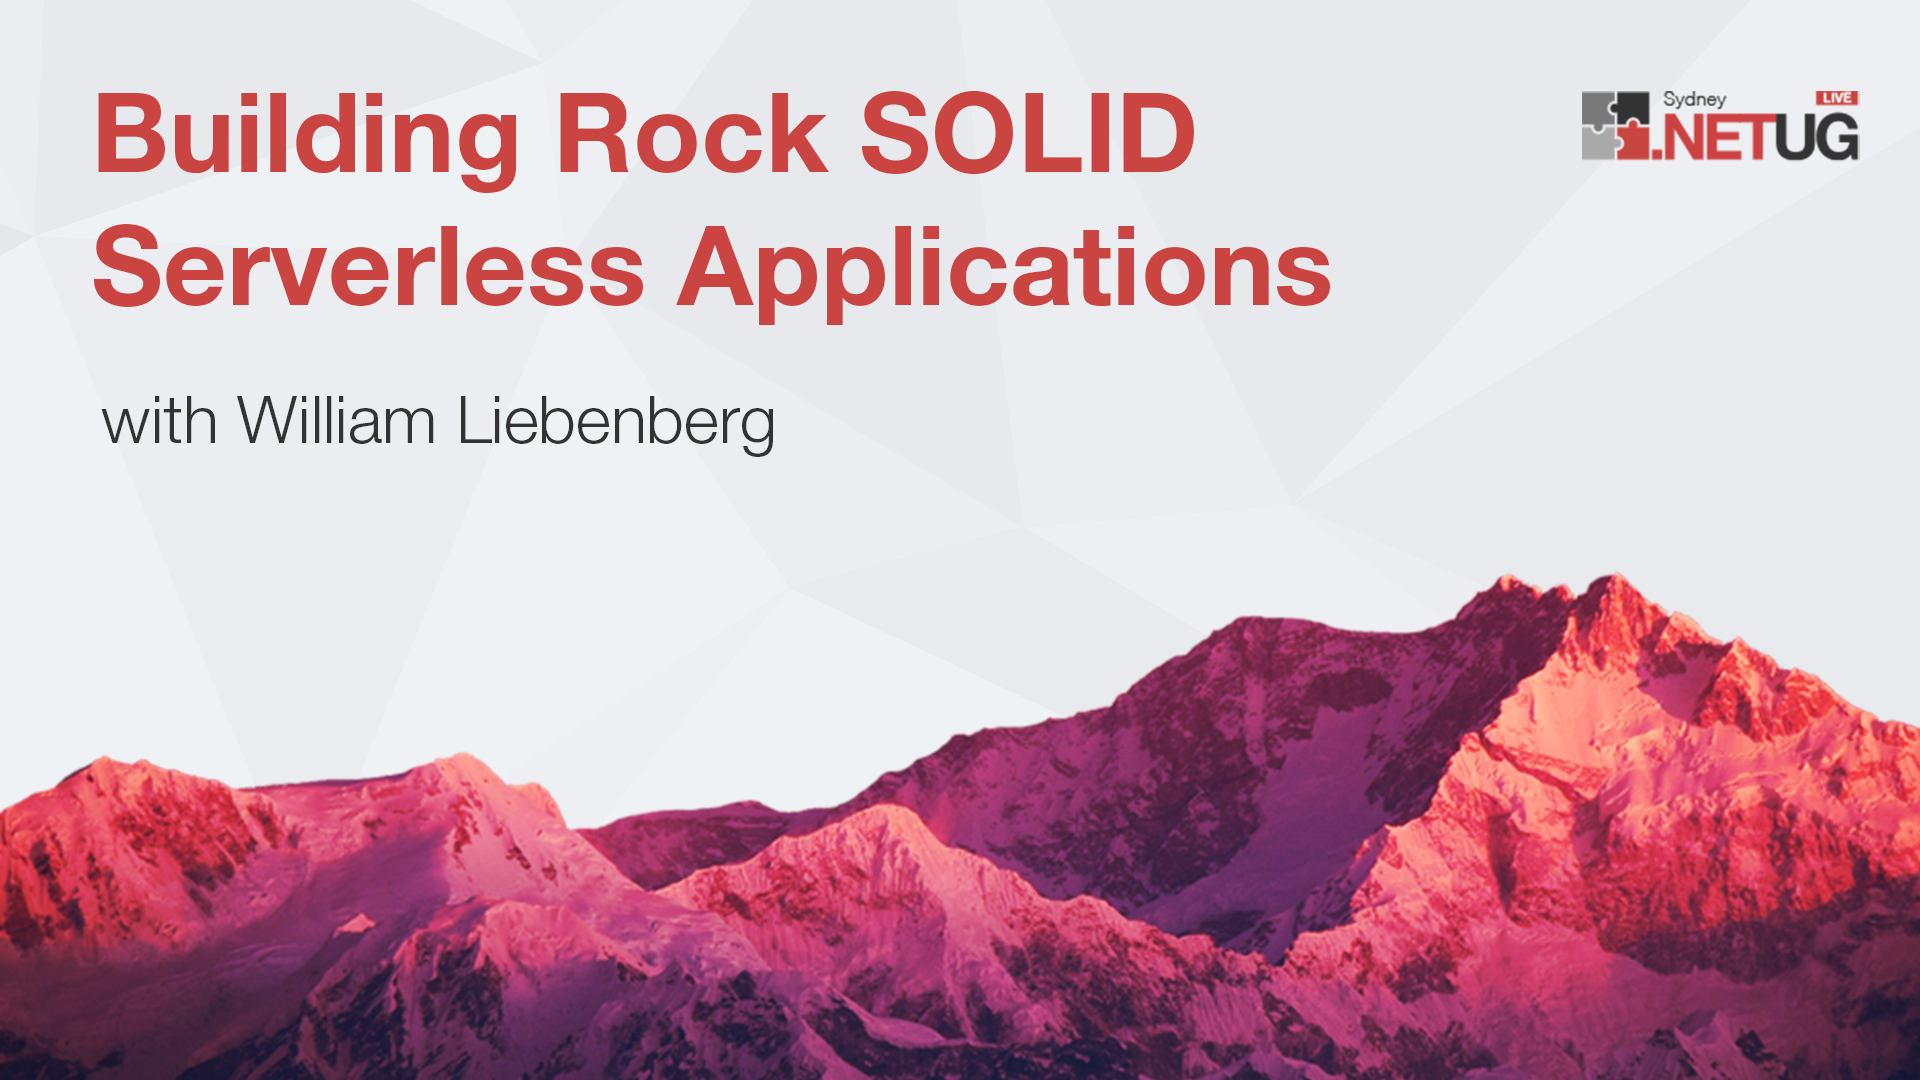 Building Rock SOLID
Serverless Applications
with William Liebenberg
Sydney
LIVE
.NETUG